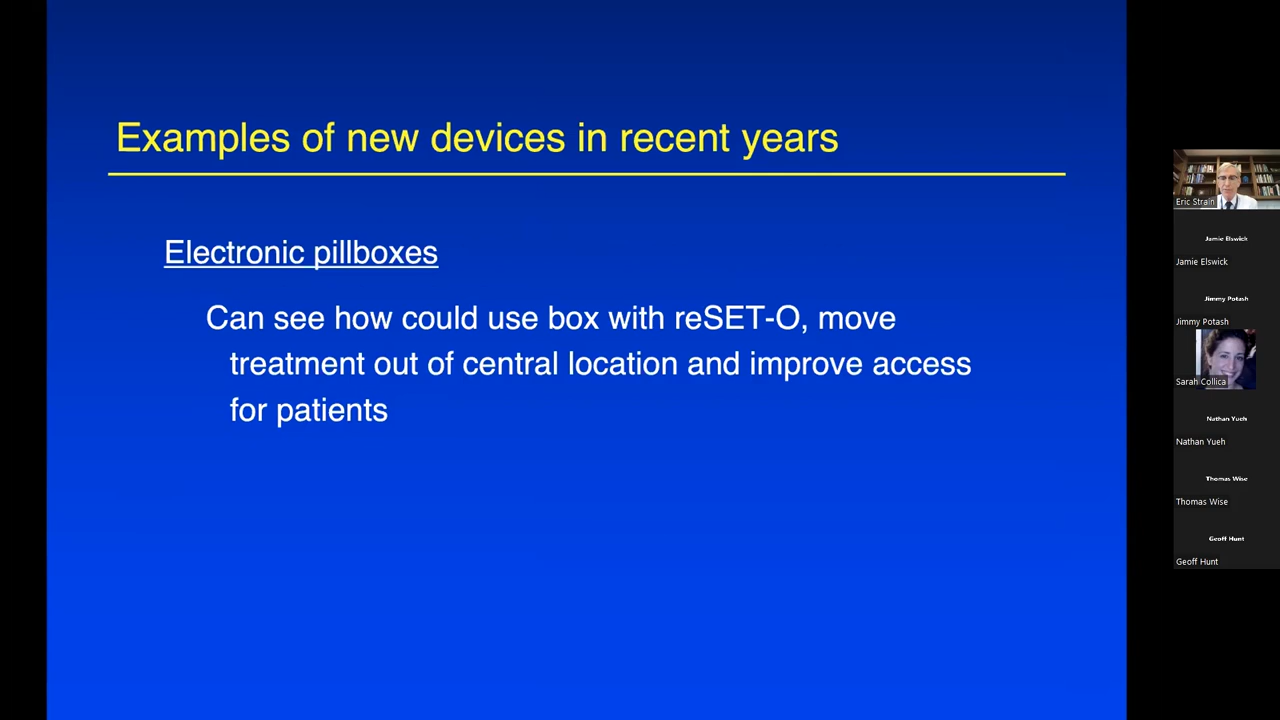 Examples of new devices in recent years
Electronic pillboxes
Can see how could use box with reSET-O, move
treatment out of central location and improve access
for patients
Eric Strain
Jamie Elswick
Jamie Elswick
Jimmy Potash
Jimmy Potash
Sarah Collica
Nathan Yueh
Nathan Yueh
Thomas Wise
Thomas Wise
Geoff Hunt
Geoff Hunt